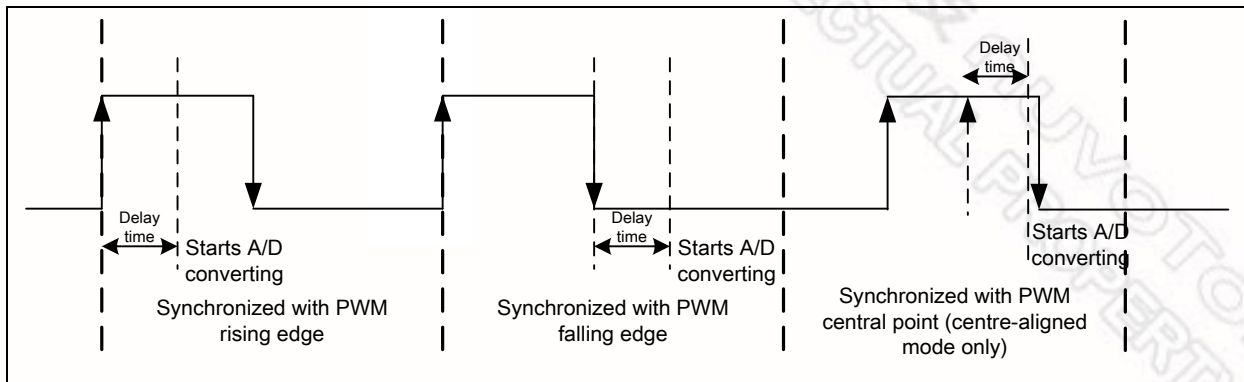 Delay
time
Starts A/D
converting
Synchronized with PWM
rising edge
Delay
time
Starts A/D
converting
Synchronized with PWM
falling edge
Delay
time
Starts A/D
converting
Synchronized with PWM
central point (centre-aligned
mode only)
NUVOTO